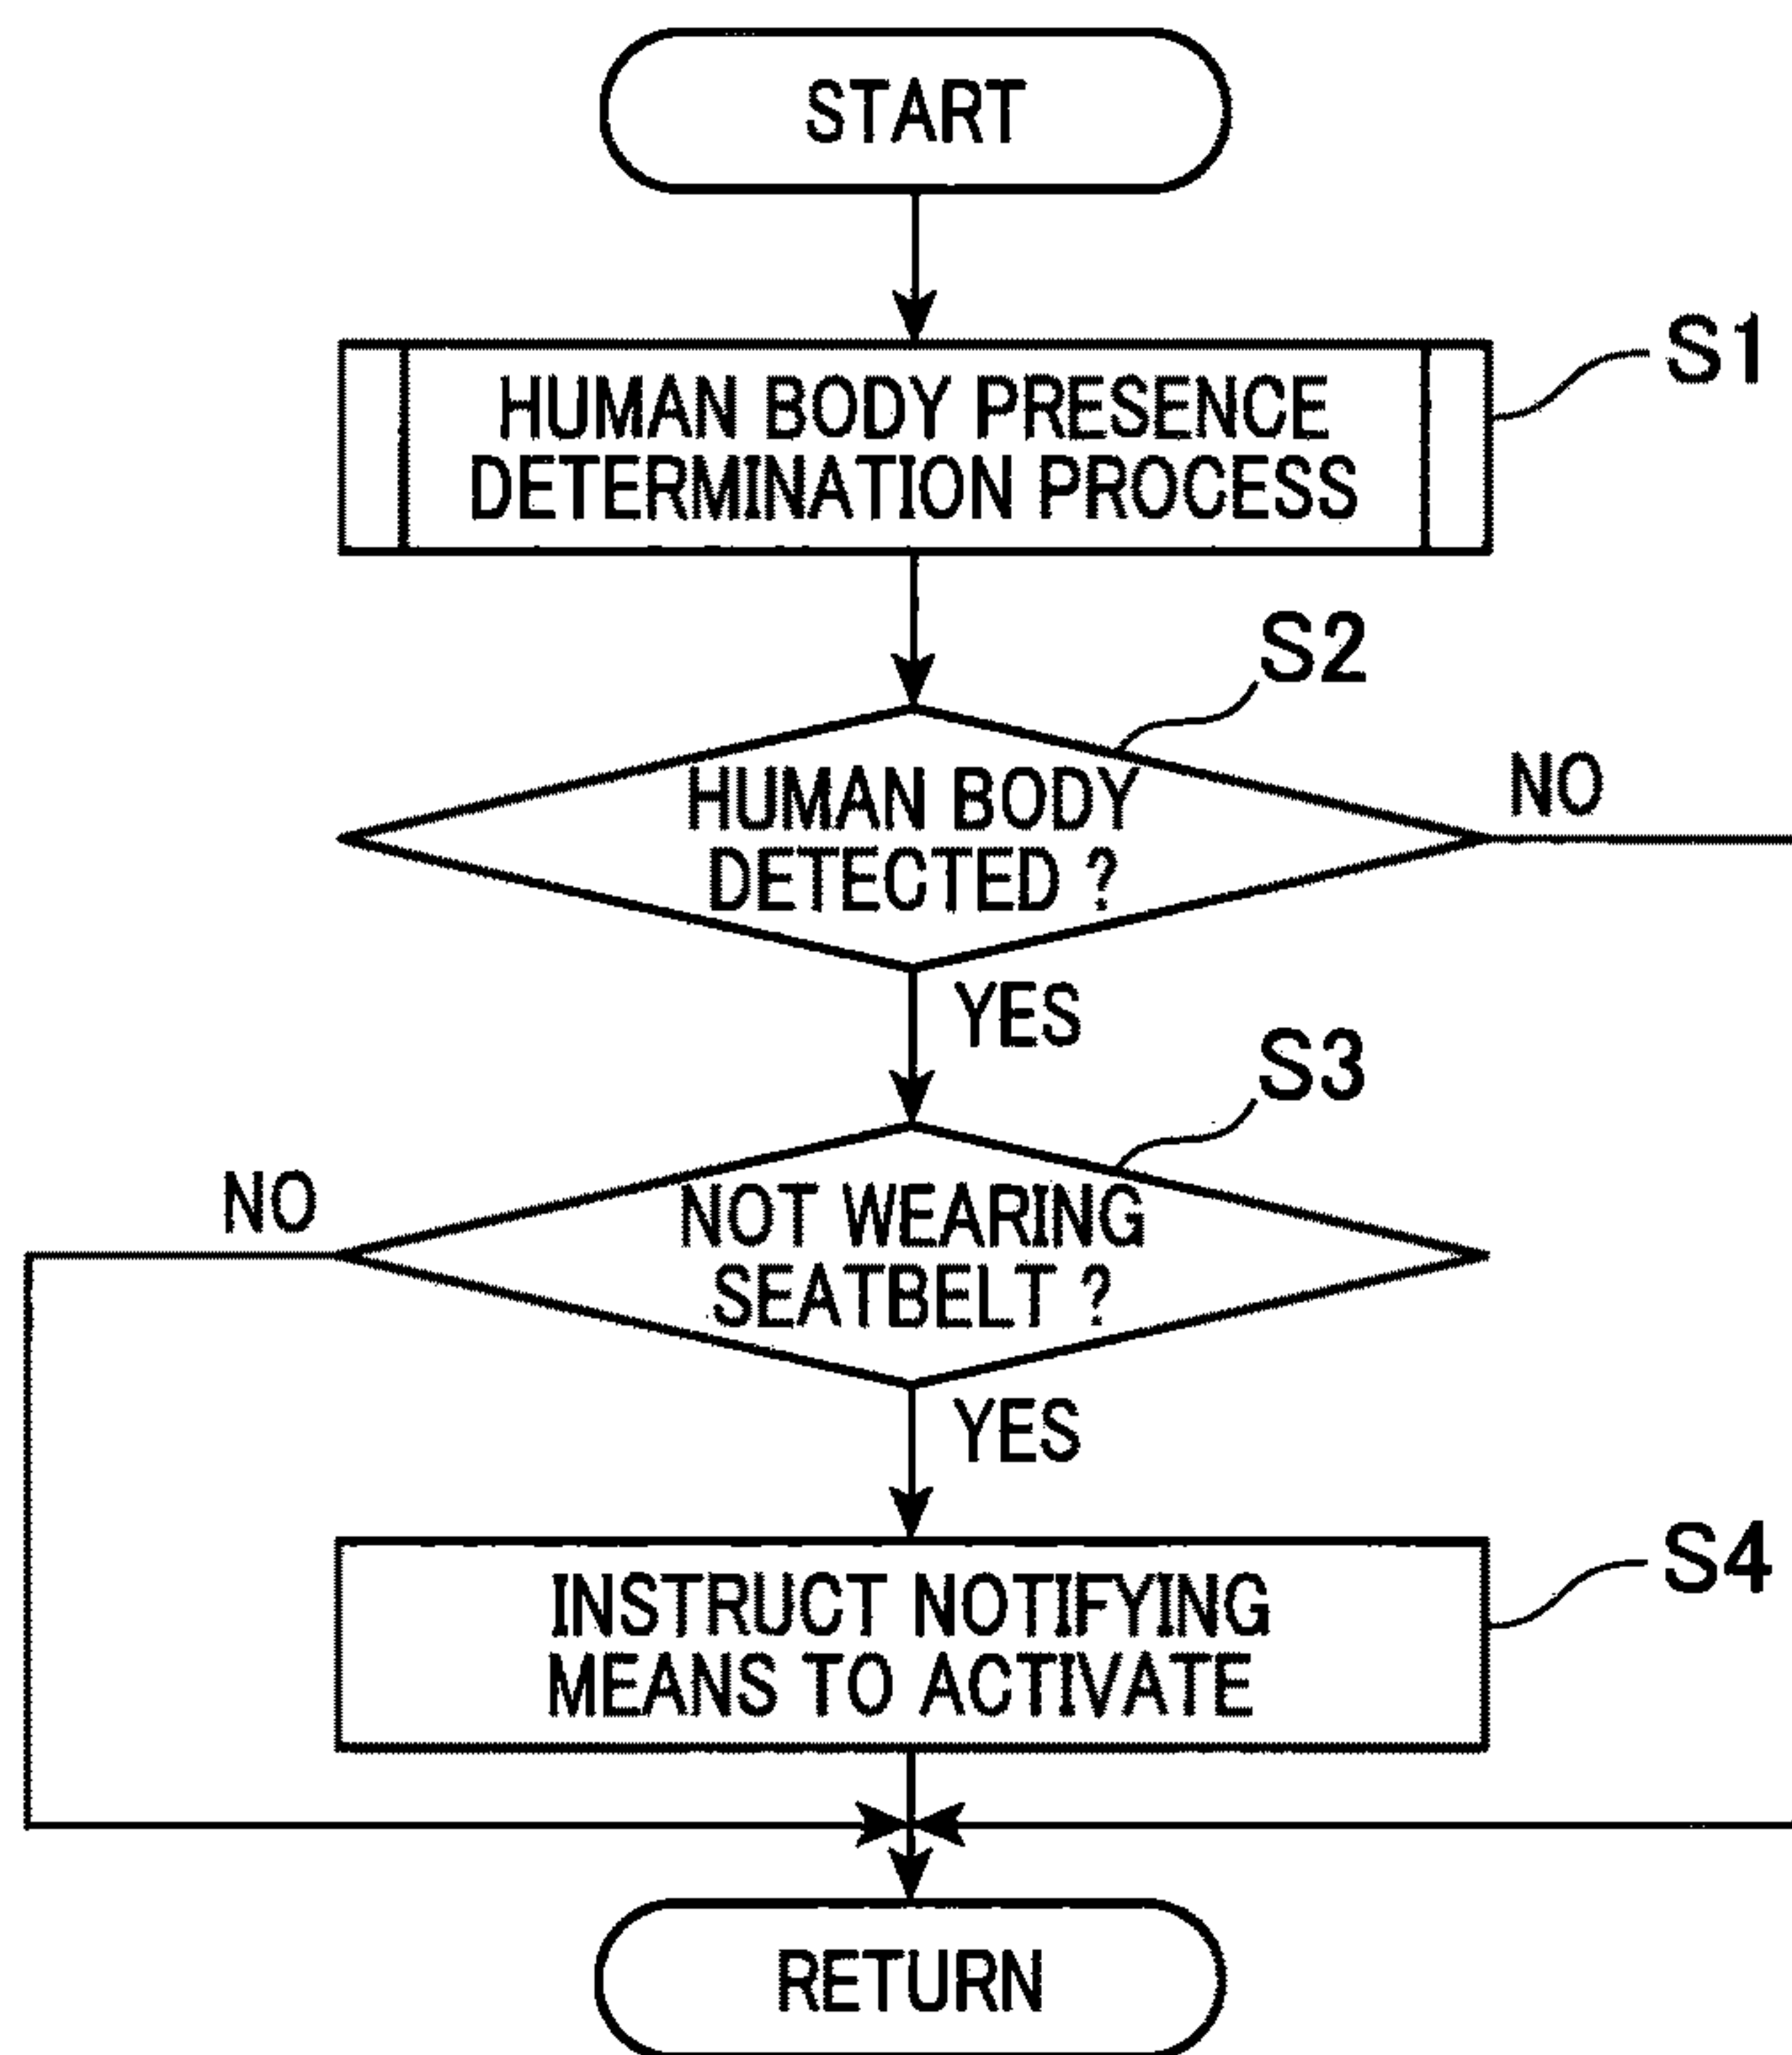 START
S1
HUMAN BODY PRESENCE
DETERMINATION PROCESS
S2
HUMAN BODY
DETECTED ?
NO
YES
S3
NO
NOT WEARING
SEATBELT ?
YES
S4
INSTRUCT NOTIFYING
MEANS TO ACTIVATE
RETURN